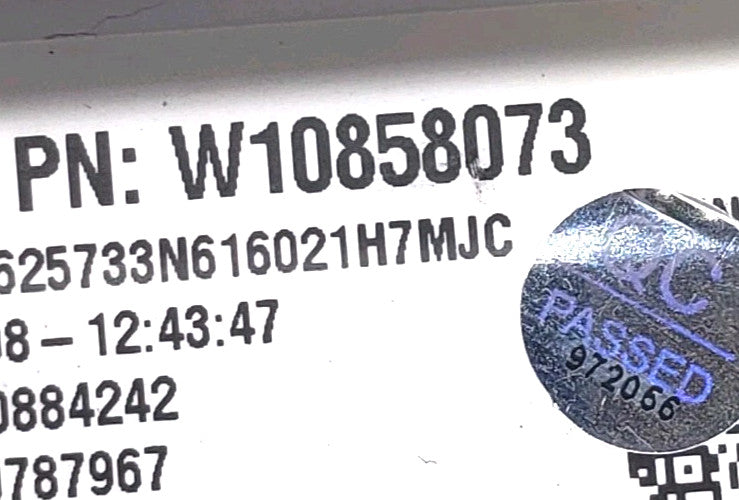 PN: W10858073
625733N616021H7MJC
08 – 12:43:47
0884242
0787967
QC
PASSED
972066